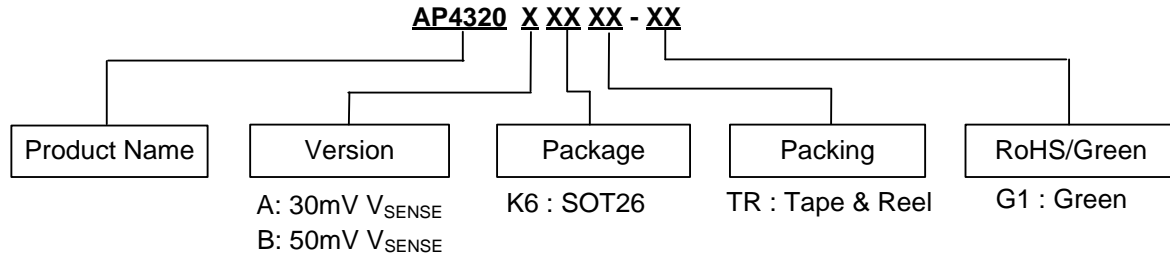 AP4320 X XX XX - XX
Product Name Version Package Packing RoHS/Green
A: 30mV VSENSE K6 : SOT26 TR : Tape & Reel G1 : Green
B: 50mV VSENSE